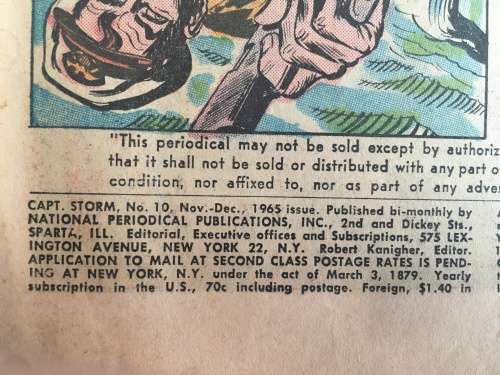 "This periodical may not be sold except by authoriz
that it shall not be sold or distributed with any part o
condition, nor affixed to, nor as part of any adver
CAPT. STORM, No. 10, Nov.-Dec., 1965 issue. Published bi-monthly by
NATIONAL PERIODICAL PUBLICATIONS, INC., 2nd and Dickey Sts.,
SPARTA, ILL. Editorial, Executive offices and Subscriptions, 575 LEX-
INGTON AVENUE, NEW YORK 22, N.Y. Robert Kanigher, Editor.
APPLICATION TO MAIL AT SECOND CLASS POSTAGE RATES IS PEND-
ING AT NEW YORK, N.Y. under the act of March 3, 1879. Yearly
subscription in the U.S., 70c including postage. Foreign, $1.40 in